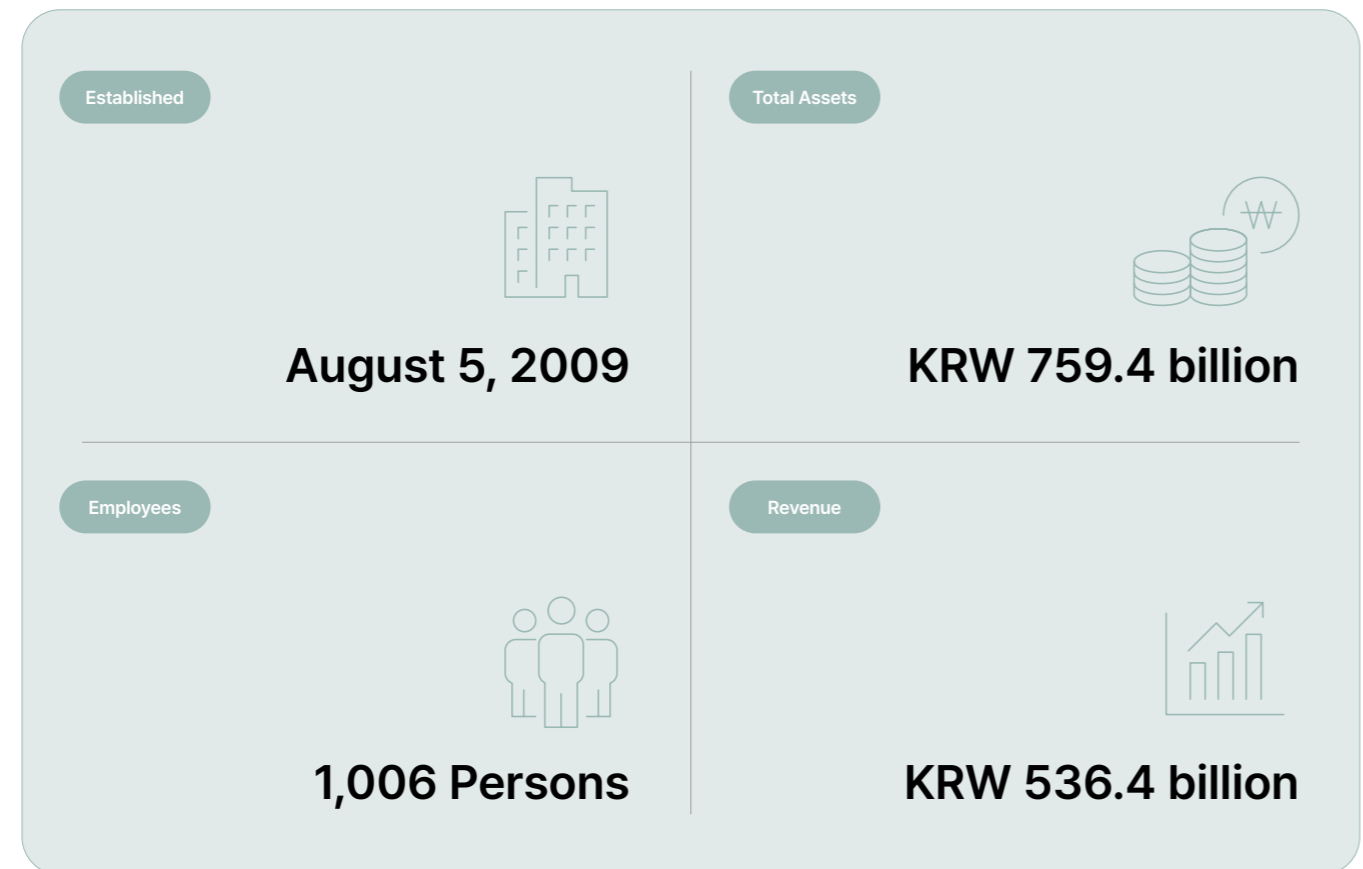 Established
August 5, 2009
Total Assets
₩
KRW 759.4 billion
Employees
1,006 Persons
Revenue
KRW 536.4 billion